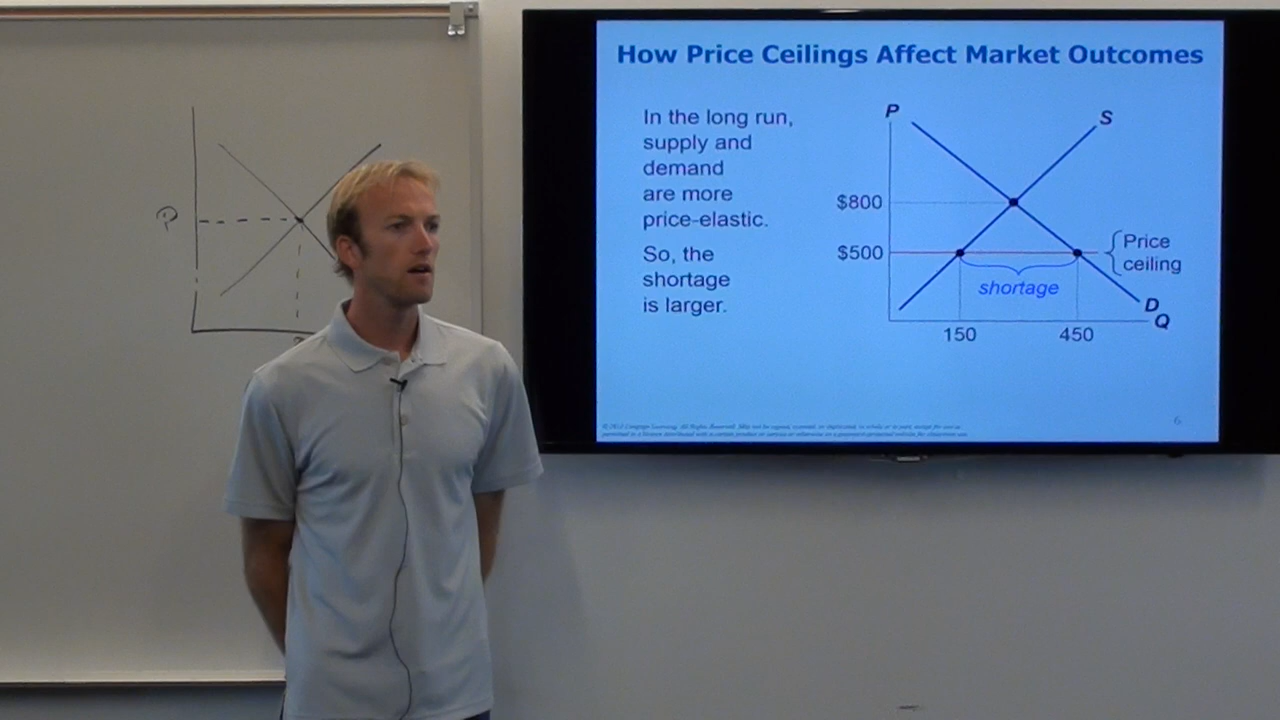 P
How Price Ceilings Affect Market Outcomes
In the long run,
supply and
demand
are more
price-elastic.
So, the
shortage
is larger.
P
S
$800
$500
Price
ceiling
shortage
D
Q
150
450
6